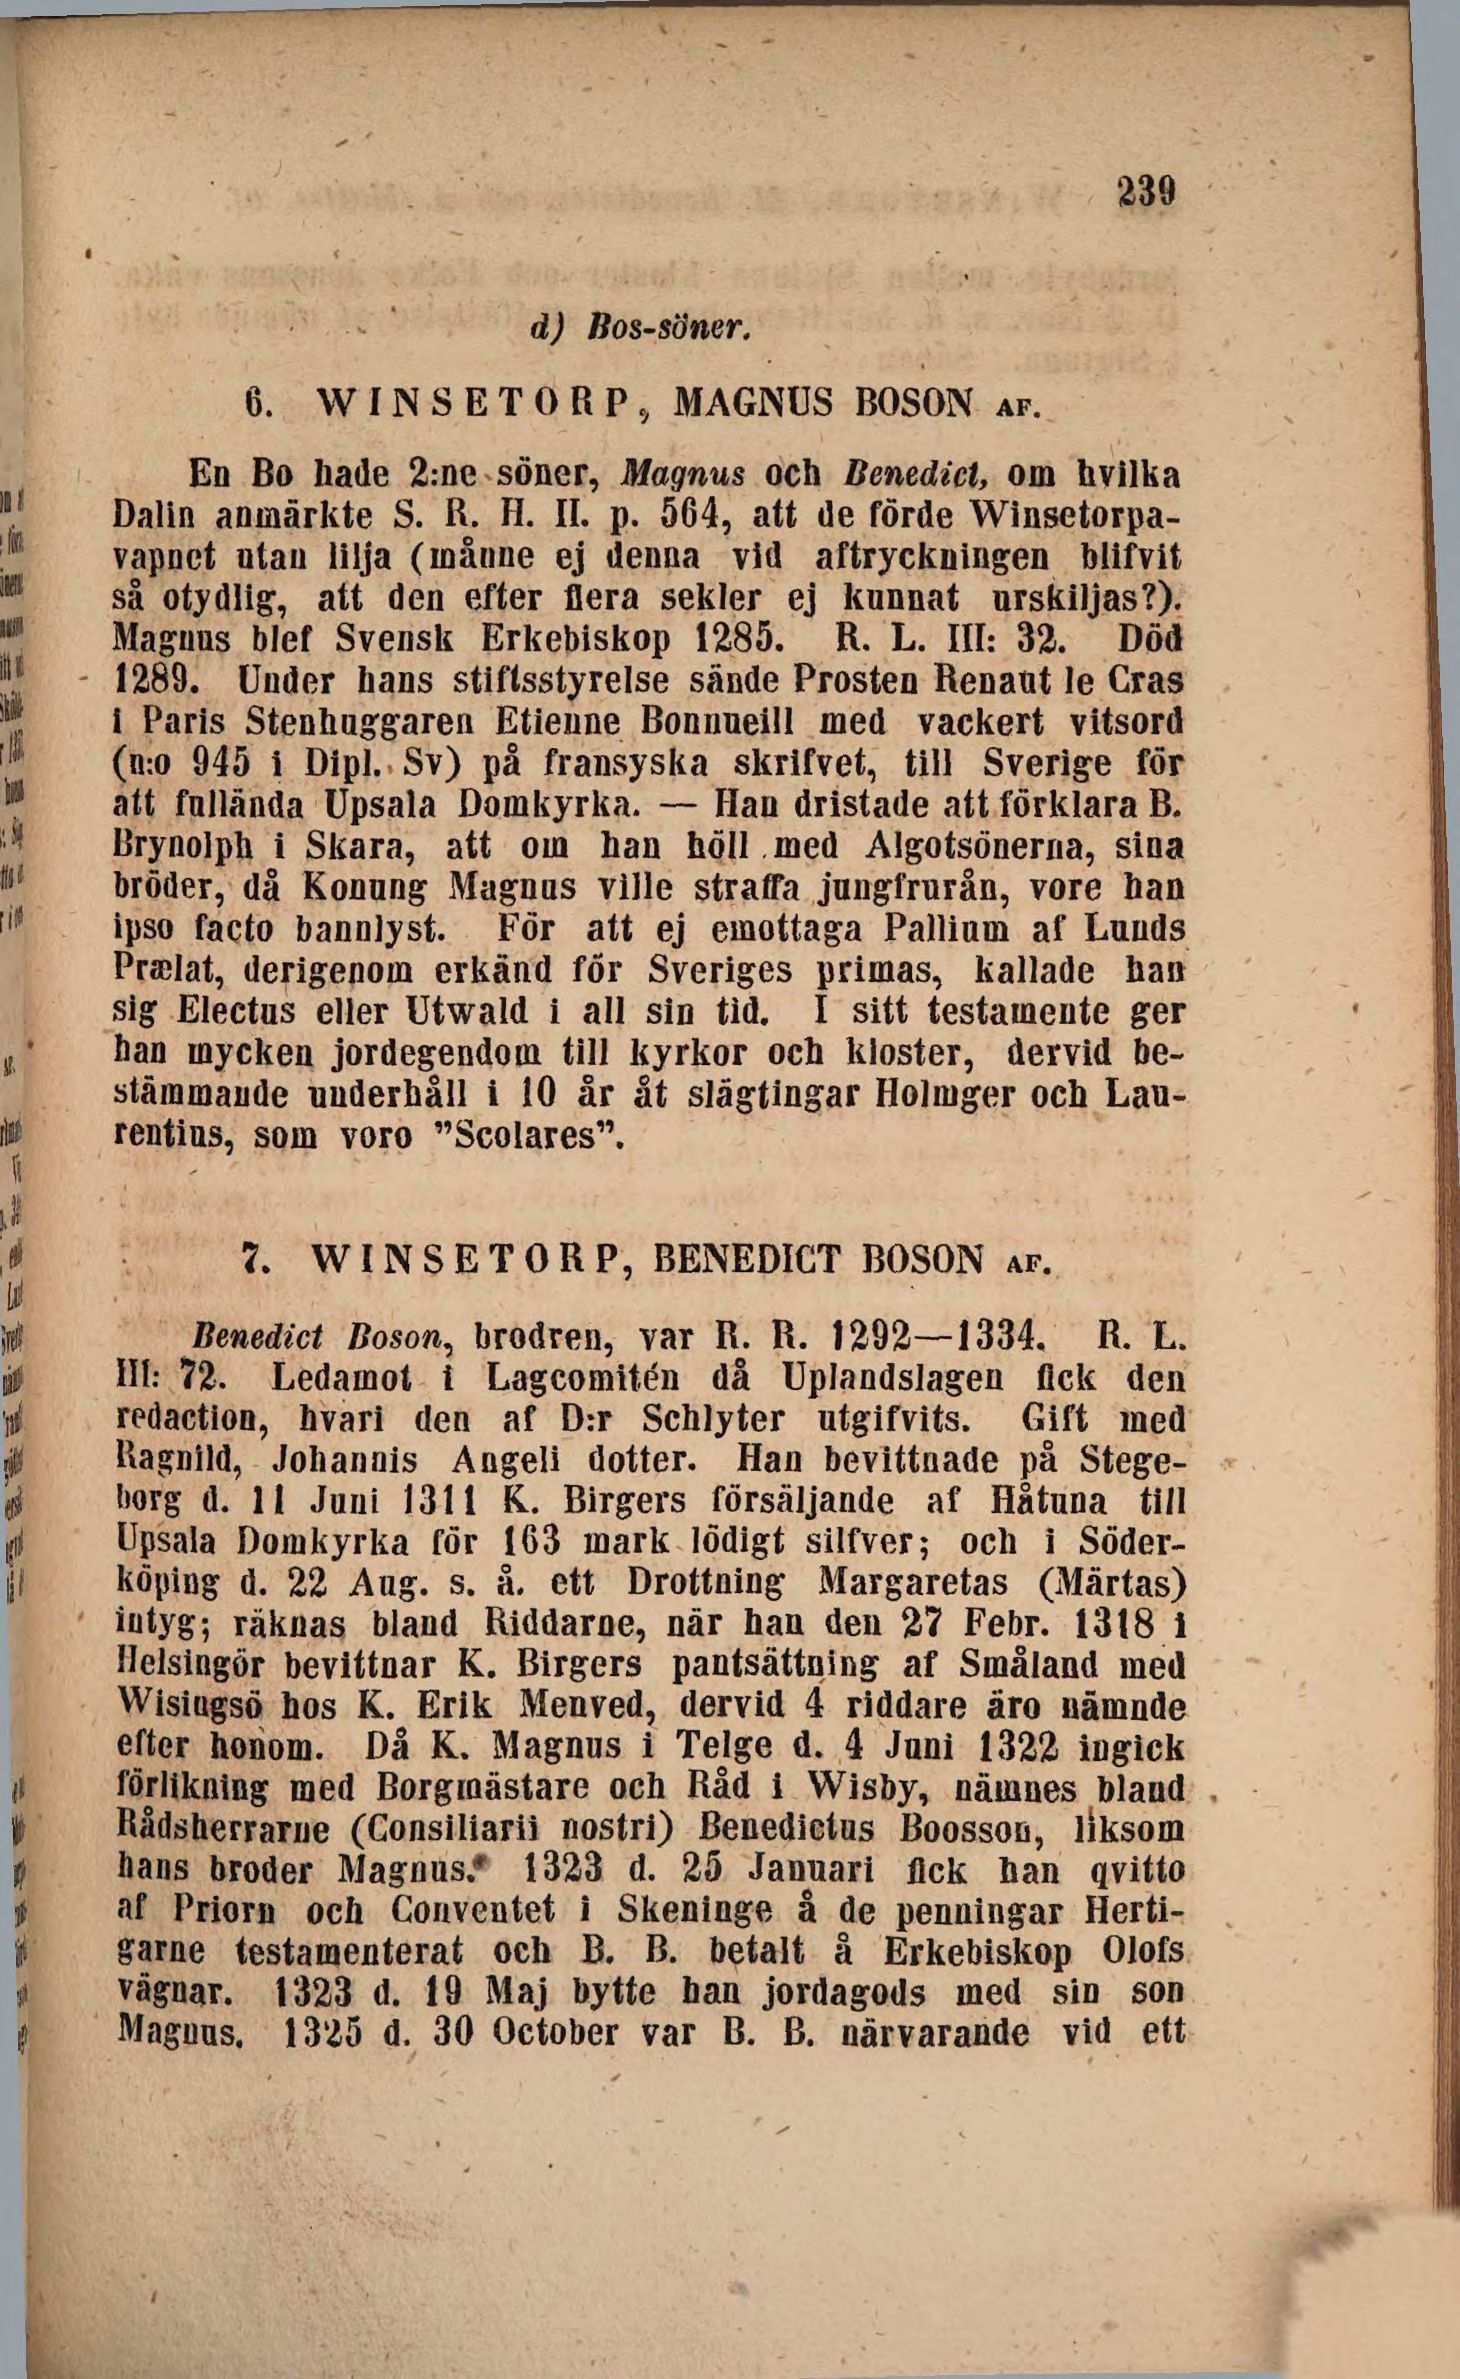 239
d) Bos-söner.
6. WINSETORP, MAGNUS BOSON AF.
En Bo hade 2:ne söner, Magnus och Benedict, om hvilka
Dalin anmärkte S. R. H. II. p. 564, att de förde Winsetorpa-
vapnet utan lilja (månne ej denna vid aftryckningen blifvit
så otydlig, att den efter flera sekler ej kunnat urskiljas?).
Magnus blef Svensk Erkebiskop 1285. R. L. III: 32. Död
1289. Under hans stiftsstyrelse sände Prosten Renaut le Cras
i Paris Stenhuggaren Etienne Bonnueill med vackert vitsord
(n:o 945 i Dipl. Sv) på fransyska skrifvet, till Sverige för
att fullända Upsala Domkyrka. — Han dristade att förklara B.
Brynolph i Skara, att om han höll med Algotsönerna, sina
bröder, då Konung Magnus ville straffa jungfrurån, vore han
ipso facto bannlyst. För att ej emottaga Pallium af Lunds
Prælat, derigenom erkänd för Sveriges primas, kallade han
sig Electus eller Utwald i all sin tid. I sitt testamente ger
han mycken jordegendom till kyrkor och kloster, dervid be-
stämmande underhåll i 10 år åt slägtingar Holmger och Lau-
rentius, som voro ”Scolares”.
7. WINSETORP, BENEDICT BOSON AF.
Benedict Boson, brodren, var R. R. 1292—1334. R. L.
III: 72. Ledamot i Lagcomitén då Uplandslagen fick den
redaction, hvari den af D:r Schlyter utgifvits. Gift med
Ragnild, Johannis Angeli dotter. Han bevittnade på Stege-
borg d. 11 Juni 1311 K. Birgers försäljande af Håtuna till
Upsala Domkyrka för 163 mark lödigt silfver; och i Söder-
köping d. 22 Aug. s. å. ett Drottning Margaretas (Märtas)
intyg; räknas bland Riddarne, när han den 27 Febr. 1318 i
Helsingör bevittnar K. Birgers pantsättning af Småland med
Wisingsö hos K. Erik Menved, dervid 4 riddare äro nämnde
efter honom. Då K. Magnus i Telge d. 4 Juni 1322 ingick
förlikning med Borgmästare och Råd i Wisby, nämnes bland
Rådsherrarne (Consiliarii nostri) Benedictus Boosson, liksom
hans broder Magnus. 1323 d. 25 Januari fick han qvitto
af Priorn och Conventet i Skeninge å de penningar Herti-
garne testamenterat och B. B. betalt å Erkebiskop Olofs
vägnar. 1323 d. 19 Maj bytte han jordagods med sin son
Magnus. 1325 d. 30 October var B. B. närvarande vid ett